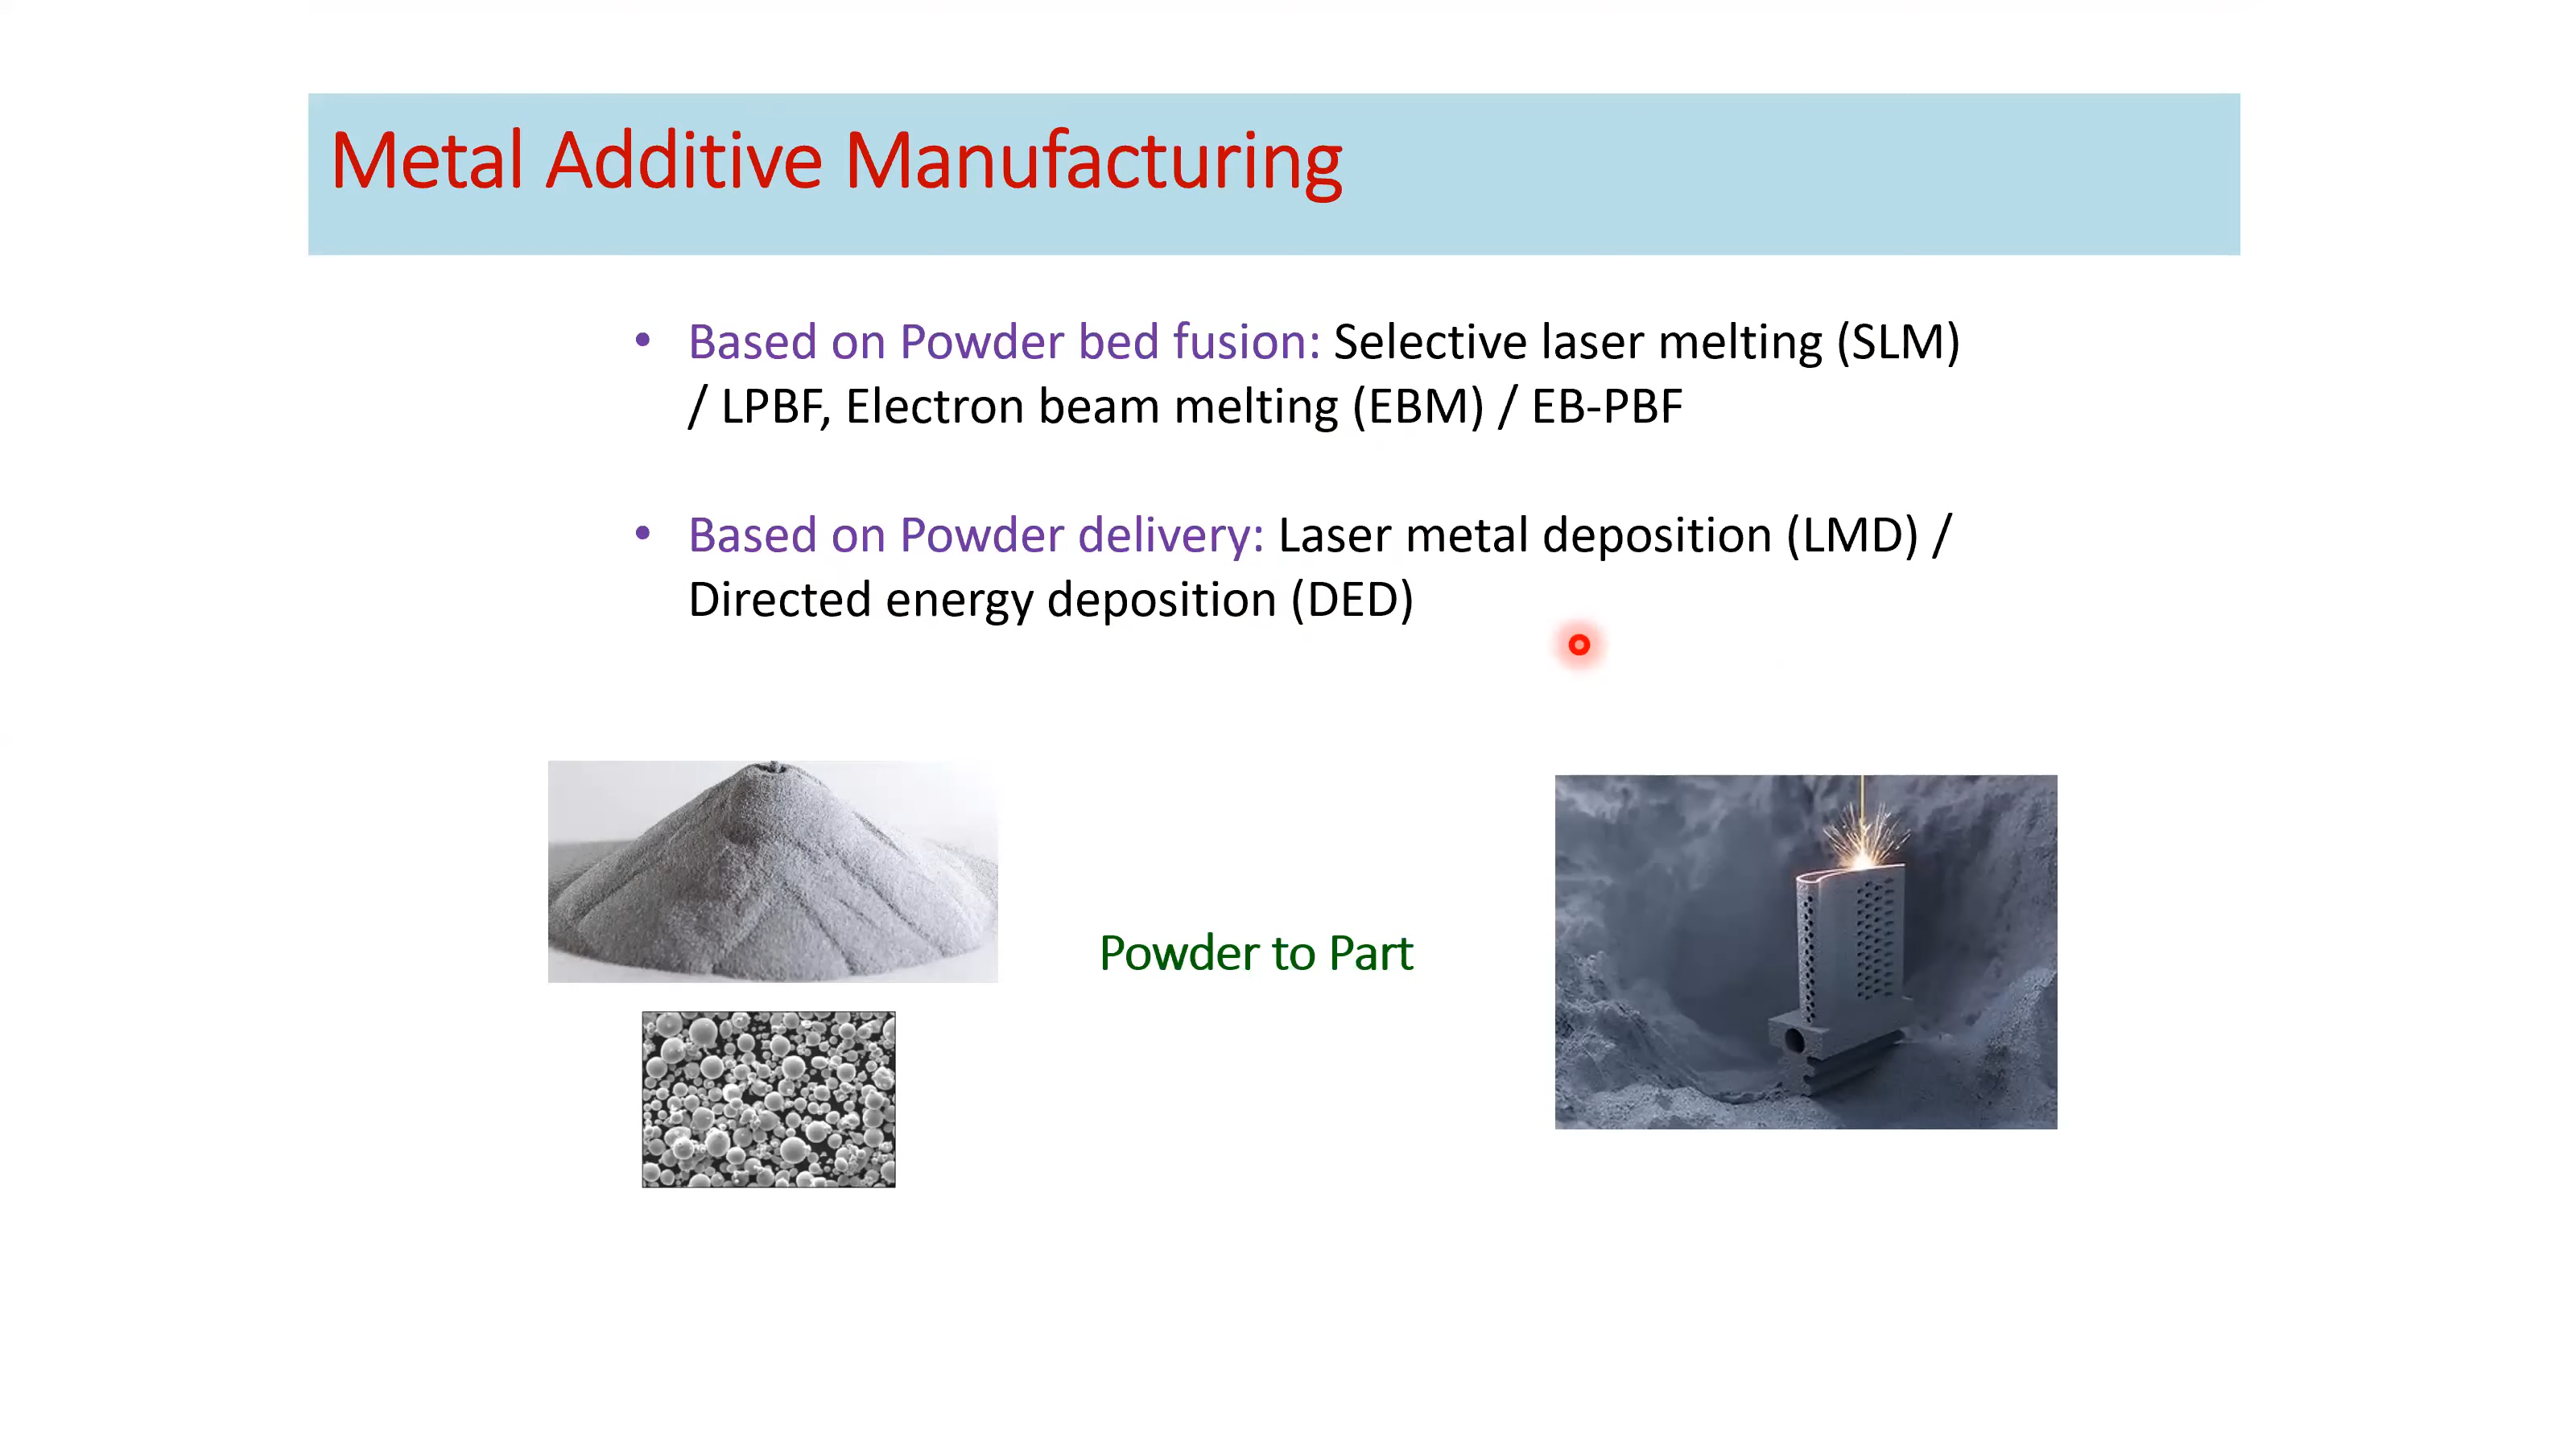 Metal Additive Manufacturing
• Based on Powder bed fusion: Selective laser melting (SLM)
/ LPBF, Electron beam melting (EBM) / EB-PBF
• Based on Powder delivery: Laser metal deposition (LMD) /
Directed energy deposition (DED)
Powder to Part